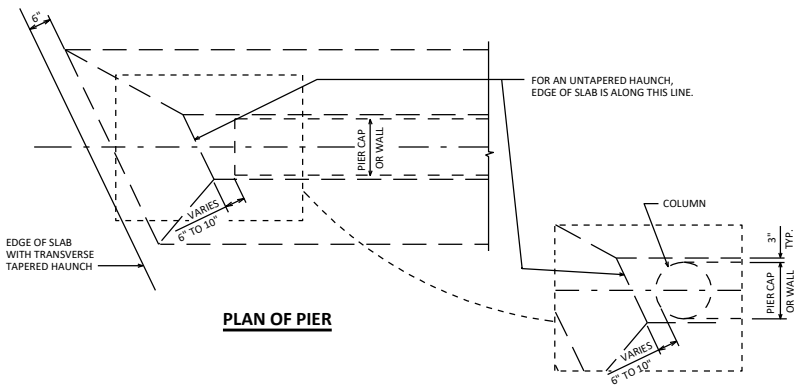 6"
FOR AN UNTAPERED HAUNCH,
EDGE OF SLAB IS ALONG THIS LINE.
PIER CAP
OR WALL
VARIES
6" TO 10"
EDGE OF SLAB
WITH TRANSVERSE
TAPERED HAUNCH
PLAN OF PIER
COLUMN
3"
TYP.
PIER CAP
OR WALL
VARIES
6" TO 10"